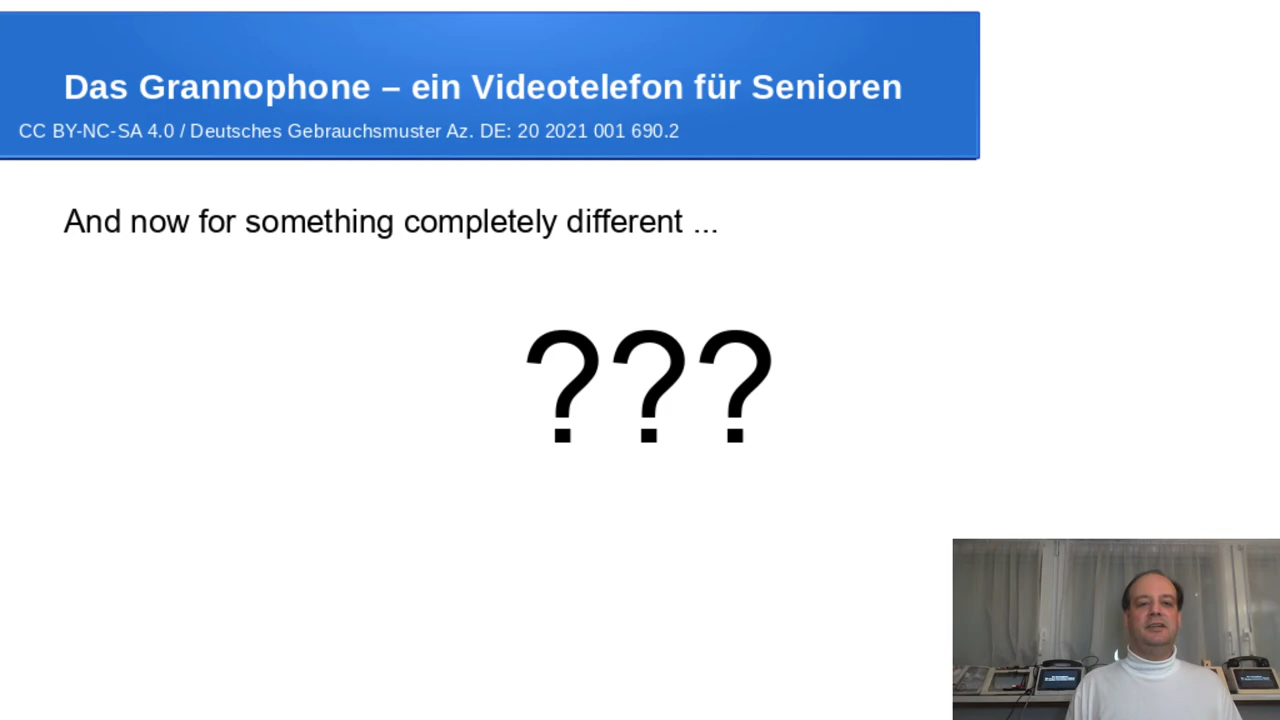 Das Grannophone – ein Videotelefon für Senioren
CC BY-NC-SA 4.0 / Deutsches Gebrauchsmuster Az. DE: 20 2021 001 690.2
And now for something completely different ...
???